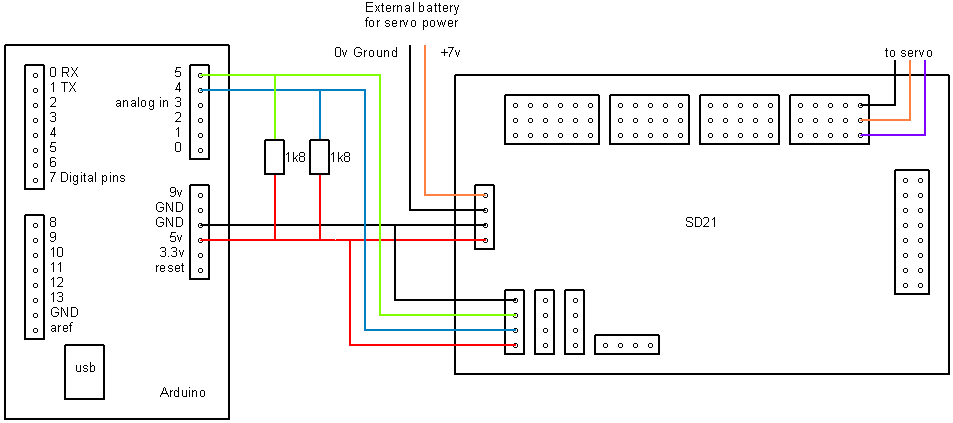 External battery
for servo power
0v Ground
+7v
to servo
0 RX
1 TX
2
3
4
5
6
7 Digital pins
5
4
analog in 3
2
1
0
1k8
1k8
9v
GND
GND
5v
3.3v
reset
8
9
10
11
12
13
GND
aref
usb
Arduino
SD21